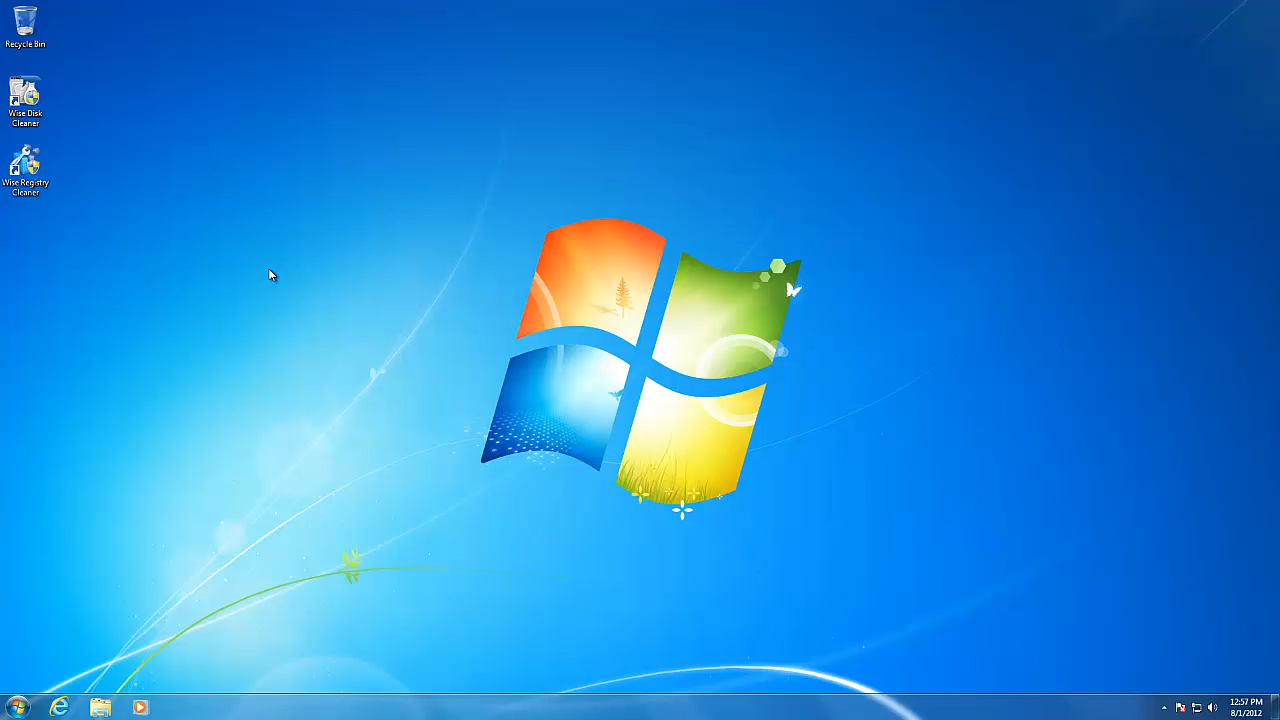 Recycle Bin
Wise Disk
Cleaner
Wise Registry
Cleaner
12:57 PM
8/1/2012